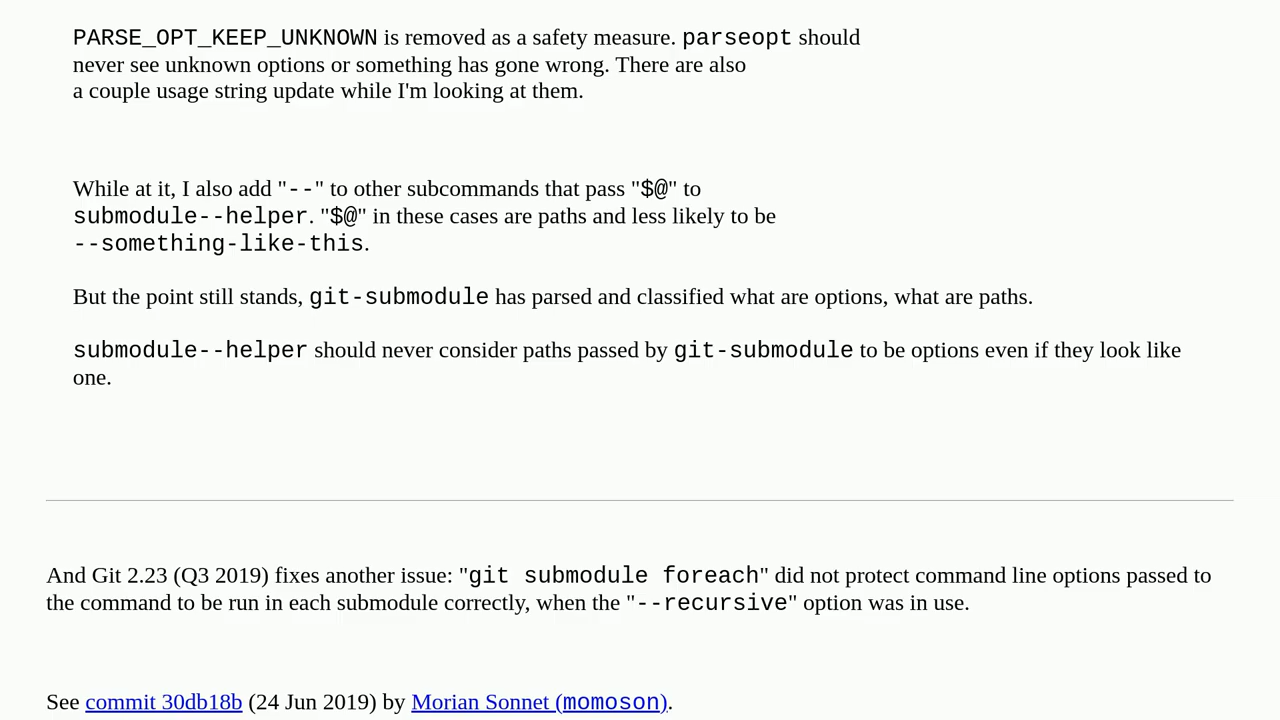 PARSE_OPT_KEEP_UNKNOWN is removed as a safety measure. parseopt should
never see unknown options or something has gone wrong. There are also
a couple usage string update while I'm looking at them.
While at it, I also add "--" to other subcommands that pass "$@" to
submodule--helper. "$@" in these cases are paths and less likely to be
--something-like-this.
But the point still stands, git-submodule has parsed and classified what are options, what are paths.
submodule--helper should never consider paths passed by git-submodule to be options even if they look like
one.
And Git 2.23 (Q3 2019) fixes another issue: "git submodule foreach" did not protect command line options passed to
the command to be run in each submodule correctly, when the "--recursive" option was in use.
See commit 30db18b (24 Jun 2019) by Morian Sonnet (momoson).